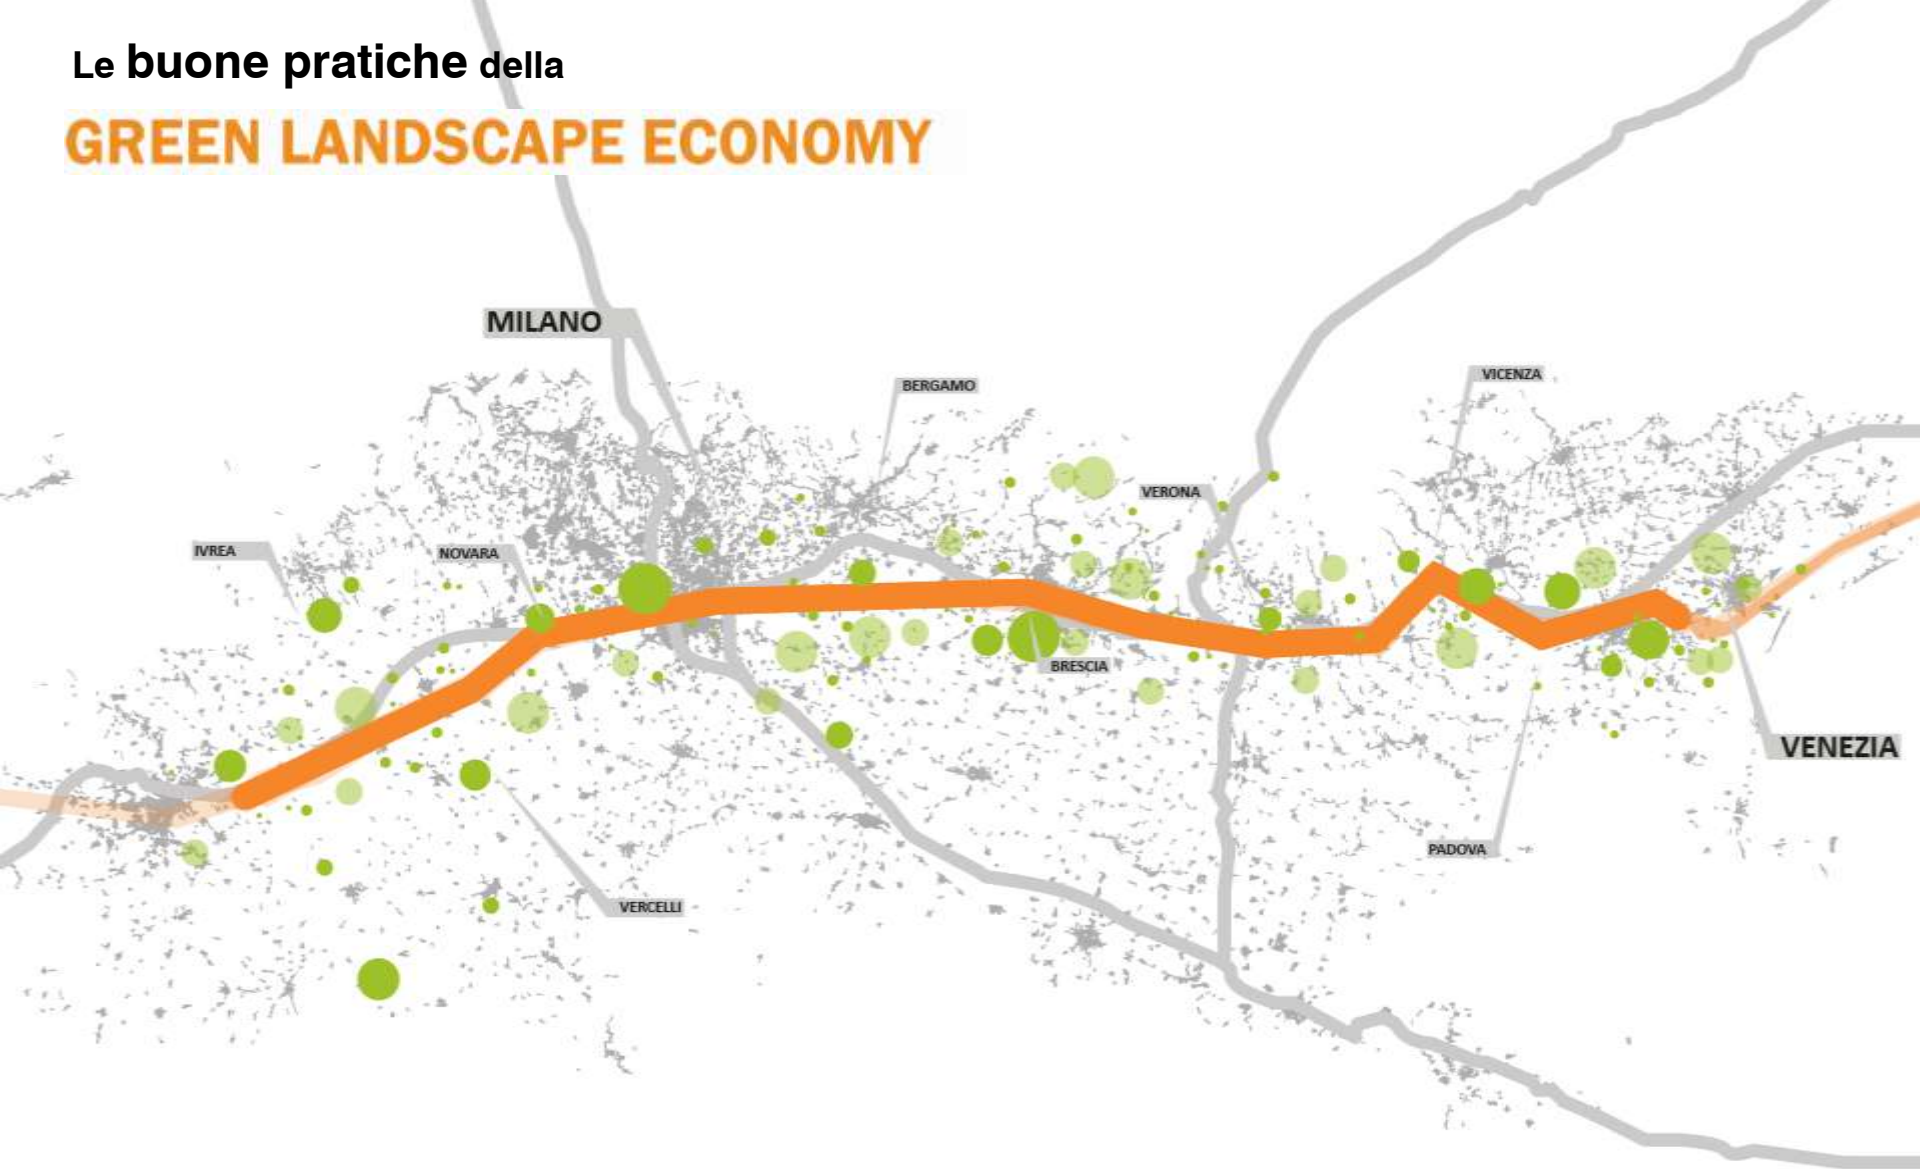 Le buone pratiche della
GREEN LANDSCAPE ECONOMY
MILANO
BERGAMO
VICENZA
VERONA
IVREA
NOVARA
BRESCIA
VENEZIA
PADOVA
VERCELLI